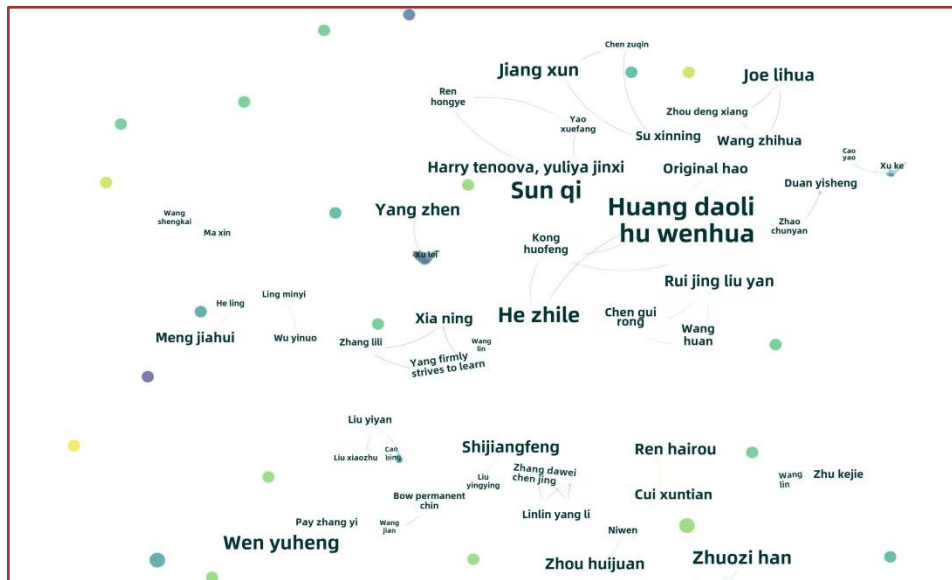 Chen zuqin
Jiang xun
Joe lihua
Ren
hongye
Zhou deng xiang
Yao
xuefang
Su xinning
Wang zhihua
Cao
yao
Xu ke
Harry tenoova, yuliya jinxi
Original hao
Sun qi
Duan yisheng
Yang zhen
Huang daoli
hu wenhua
Wang
shengkai
Ma xin
Zhao
chunyan
Kong
huofeng
Xu lei
Rui jing liu yan
Ling minyi
He ling
Xia ning
He zhile
Chen gui
rong
Meng jiahui
Wu yinuo
Zhang lili
Wang
lin
Wang
huan
Yang firmly
strives to learn
Liu yiyan
Liu xiaozhu
Cao
bing
Shijiangfeng
Ren hairou
Zhang dawei
chen jing
Liu
yingying
Wang
lin
Zhu kejie
Bow permanent
chin
Cui xuntian
Linlin yang li
Pay zhang yi
Wang
jian
Niwen
Wen yuheng
Zhou huijuan
Zhuozi han